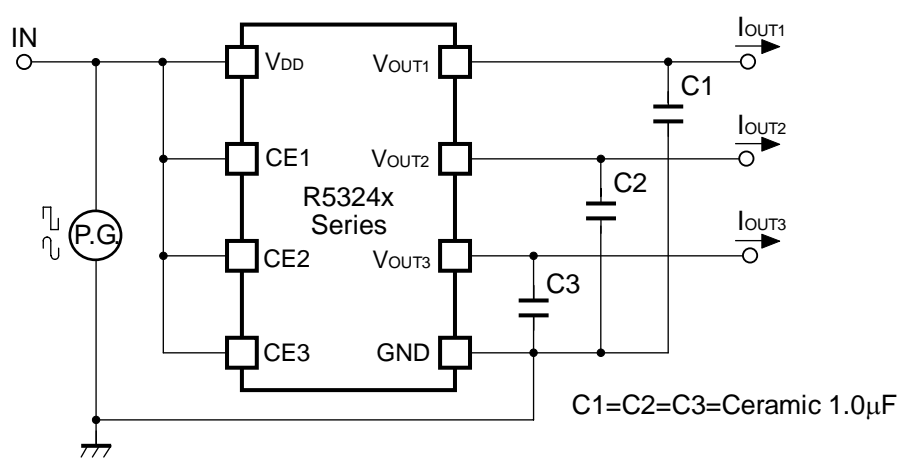 IN
VDD
CE1
CE2
CE3
P.G.
R5324x
Series
VOUT1
VOUT2
VOUT3
GND
IOUT1
IOUT2
IOUT3
C1
C2
C3
C1=C2=C3=Ceramic 1.0μF